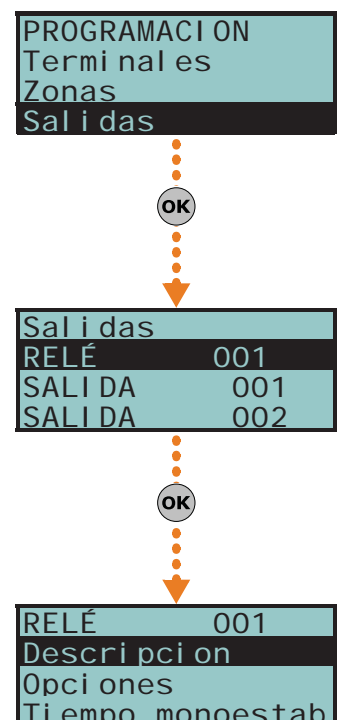 PROGRAMACION
Terminales
Zonas
Salidas
OK
Salidas
RELÉ 001
SALIDA 001
SALIDA 002
OK
RELÉ 001
Descripcion
Opciones
Tiempo monoestab